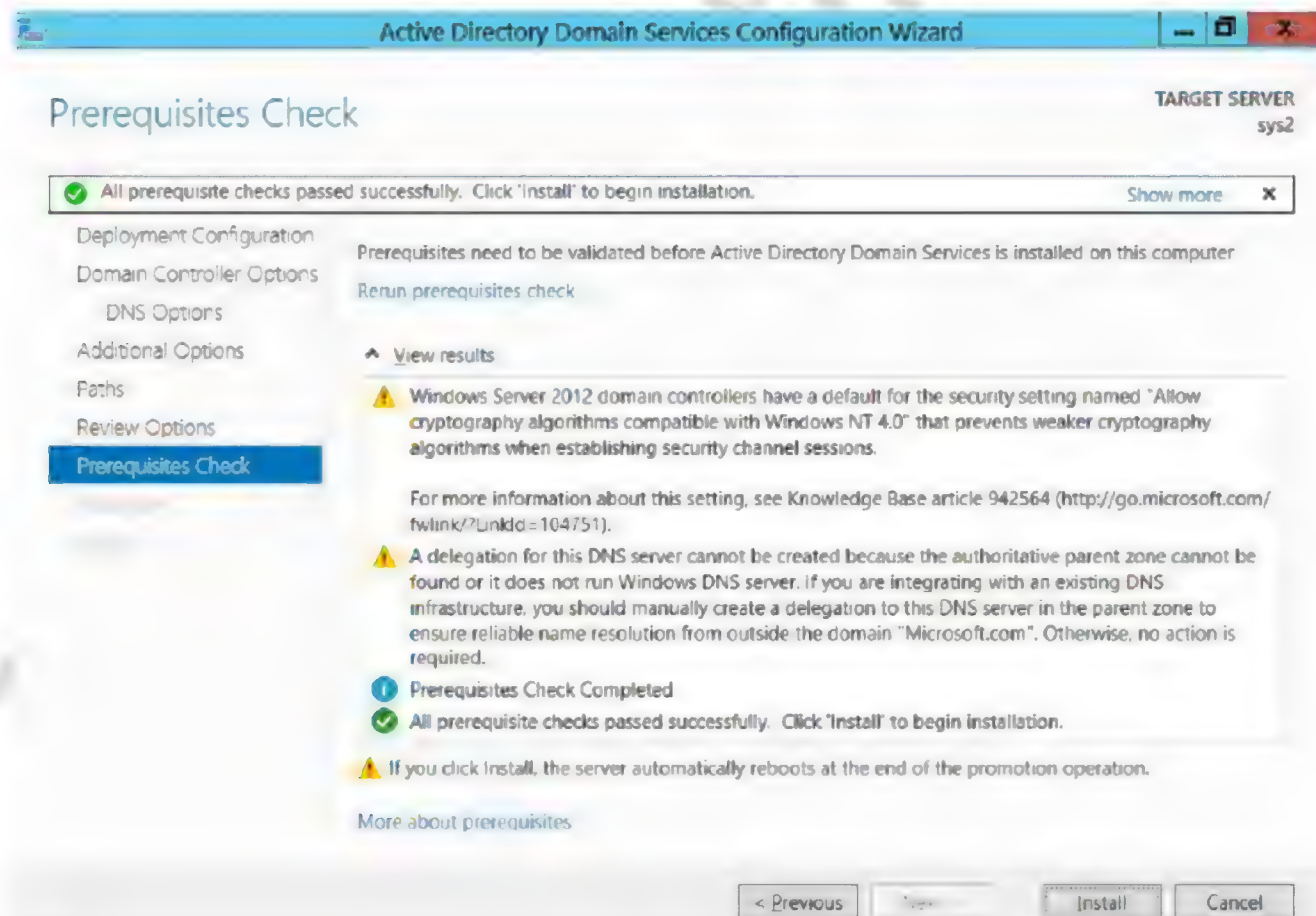 Active Directory Domain Services Configuration Wizard
Prerequisites Check
TARGET SERVER
sys2
All prerequisite checks passed successfully. Click 'Install' to begin installation.
Show more
Deployment Configuration
Domain Controller Options
DNS Options
Additional Options
Paths
Review Options
Prerequisites Check
Prerequisites need to be validated before Active Directory Domain Services is installed on this computer
Rerun prerequisites check
View results
Windows Server 2012 domain controllers have a default for the security setting named "Allow
cryptography algorithms compatible with Windows NT 4.0" that prevents weaker cryptography
algorithms when establishing security channel sessions.
For more information about this setting, see Knowledge Base article 942564 (http://go.microsoft.com/
fwlink/?LinkId=104751).
A delegation for this DNS server cannot be created because the authoritative parent zone cannot be
found or it does not run Windows DNS server. If you are integrating with an existing DNS
infrastructure, you should manually create a delegation to this DNS server in the parent zone to
ensure reliable name resolution from outside the domain "Microsoft.com". Otherwise, no action is
required.
Prerequisites Check Completed
All prerequisite checks passed successfully. Click 'Install' to begin installation.
If you click Install, the server automatically reboots at the end of the promotion operation.
More about prerequisites
< Previous
Install
Cancel